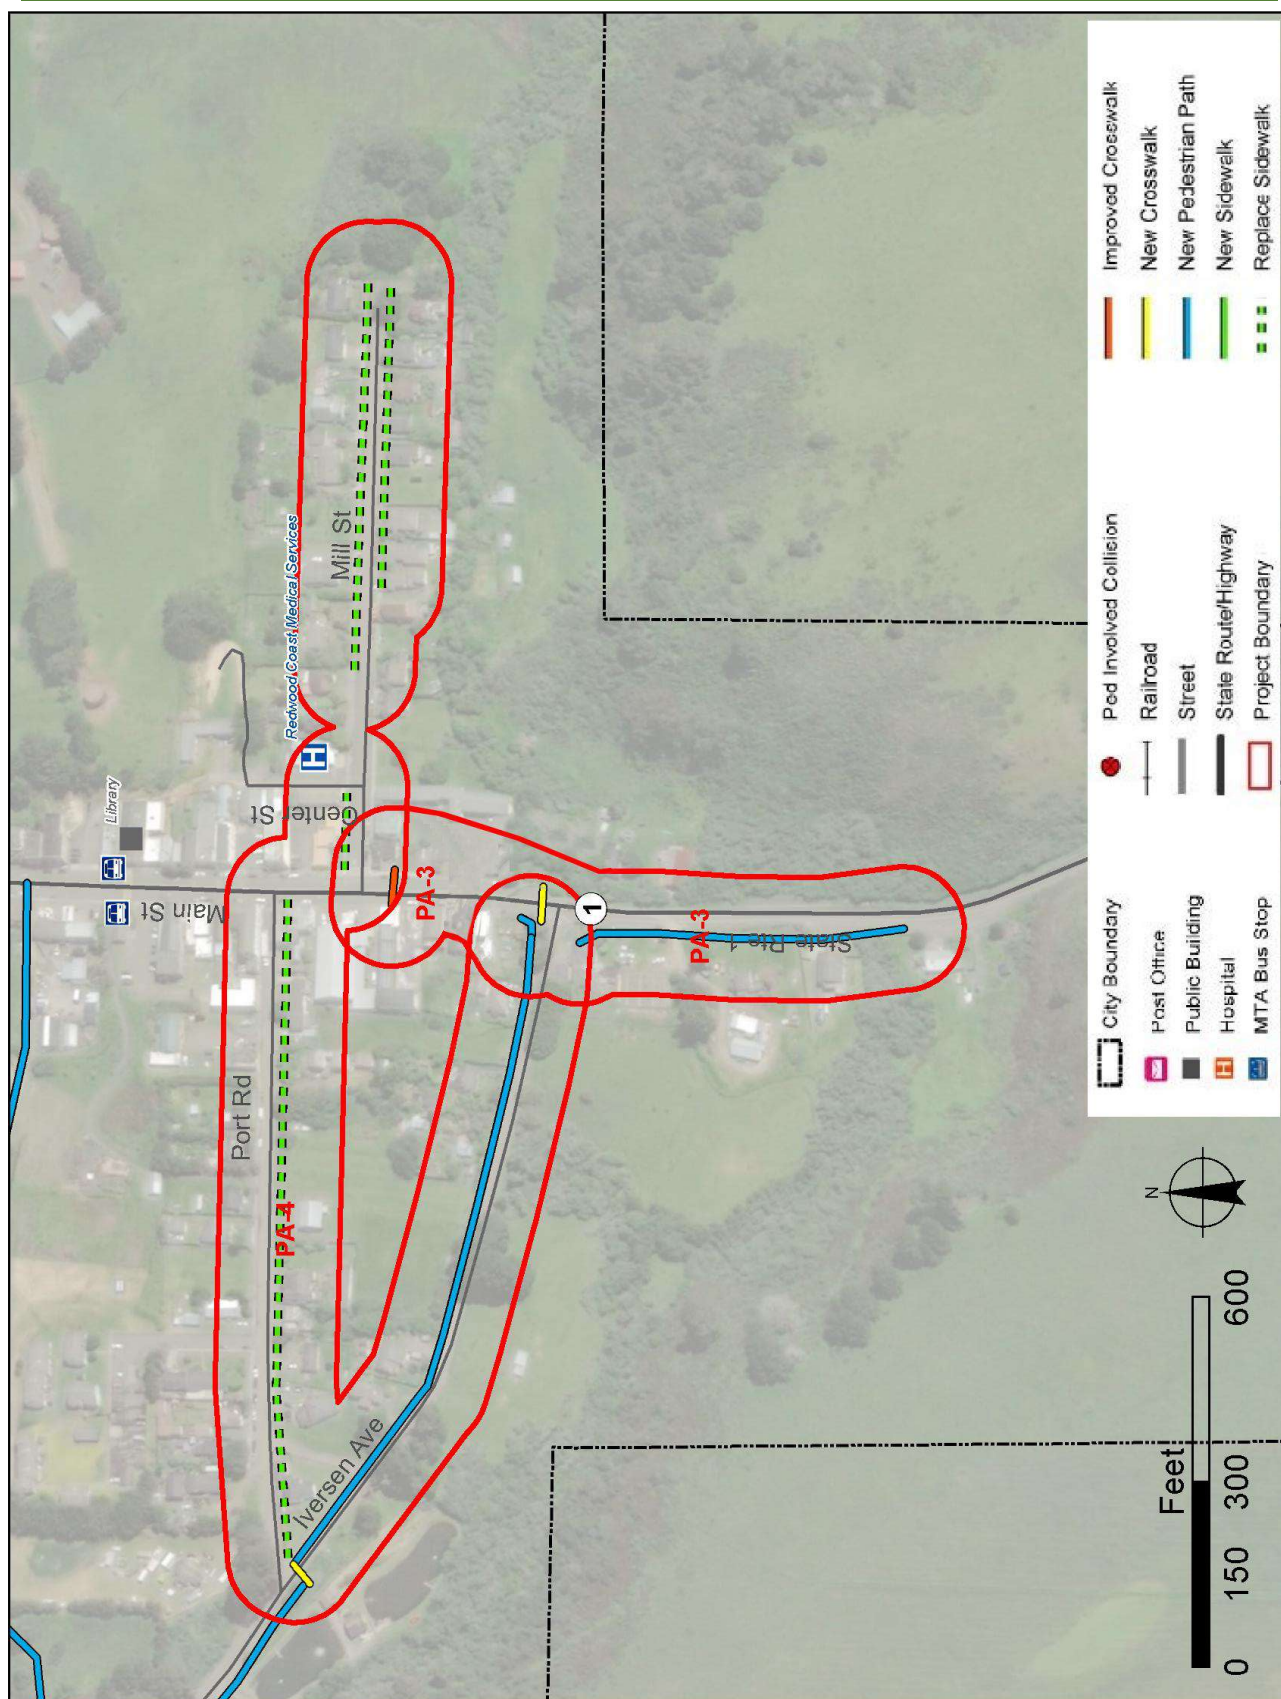 Redwood Coast Medical Services
Mill St
Library
Center St
Main St
PA-3
1
PA-3
State Rte 1
Port Rd
PA-4
Iversen Ave
N
Feet
0 150 300 600
City Boundary
Post Office
Public Building
H Hospital
MTA Bus Stop
Ped Involved Collision
Railroad
Street
State Route/Highway
Project Boundary
Improved Crosswalk
New Crosswalk
New Pedestrian Path
New Sidewalk
Replace Sidewalk
H